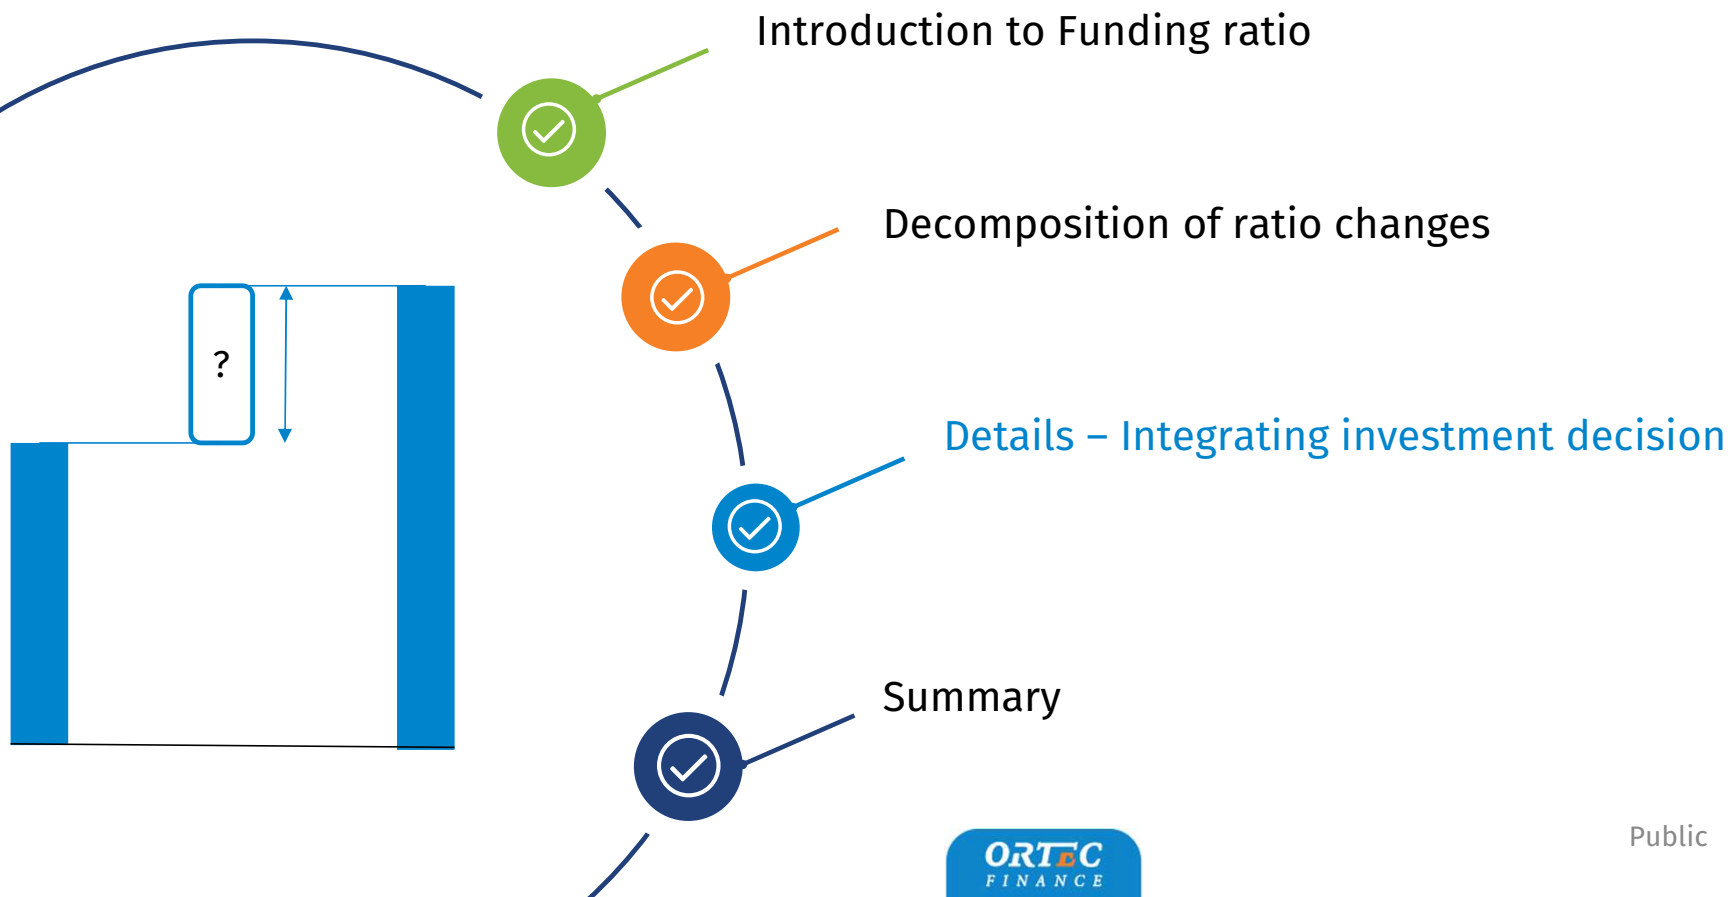 Introduction to Funding ratio
Decomposition of ratio changes
?
Details – Integrating investment decision
Summary
Public
ORTEC
FINANCE